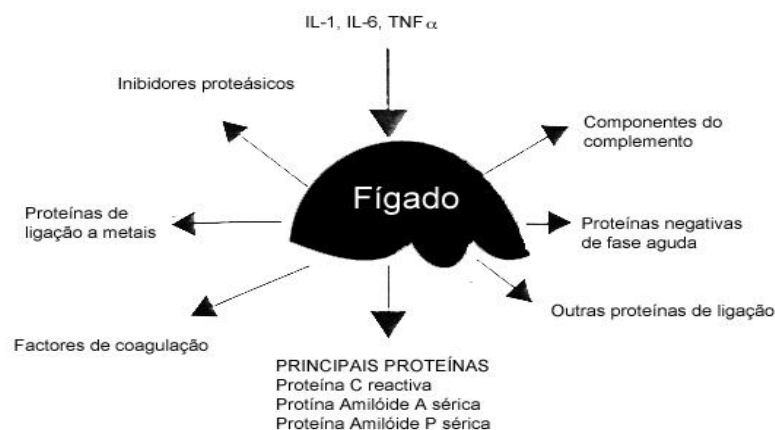 IL-1, IL-6, TNF α
Inibidores proteásicos
Componentes do
complemento
Fígado
Proteínas de
ligação a metais
Proteínas negativas
de fase aguda
Outras proteínas de ligação
Factores de coagulação
PRINCIPAIS PROTEÍNAS
Proteína C reactiva
Protína Amilóide A sérica
Proteína Amilóide P sérica